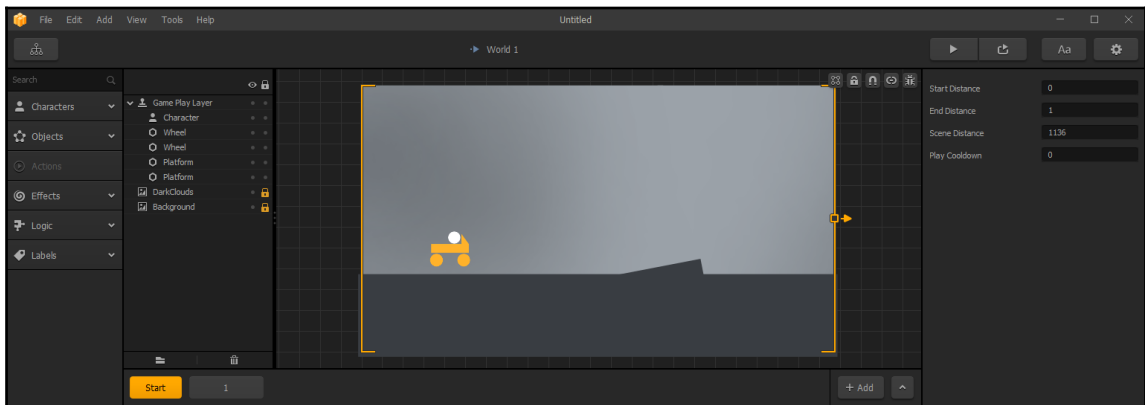 File Edit Add View Tools Help
Untitled
World 1
Aa
Search
Characters
Objects
Actions
Effects
Logic
Labels
Game Play Layer
Character
Wheel
Wheel
Platform
Platform
DarkClouds
Background
Start Distance 0
End Distance 1
Scene Distance 1136
Play Cooldown 0
Start 1
+ Add